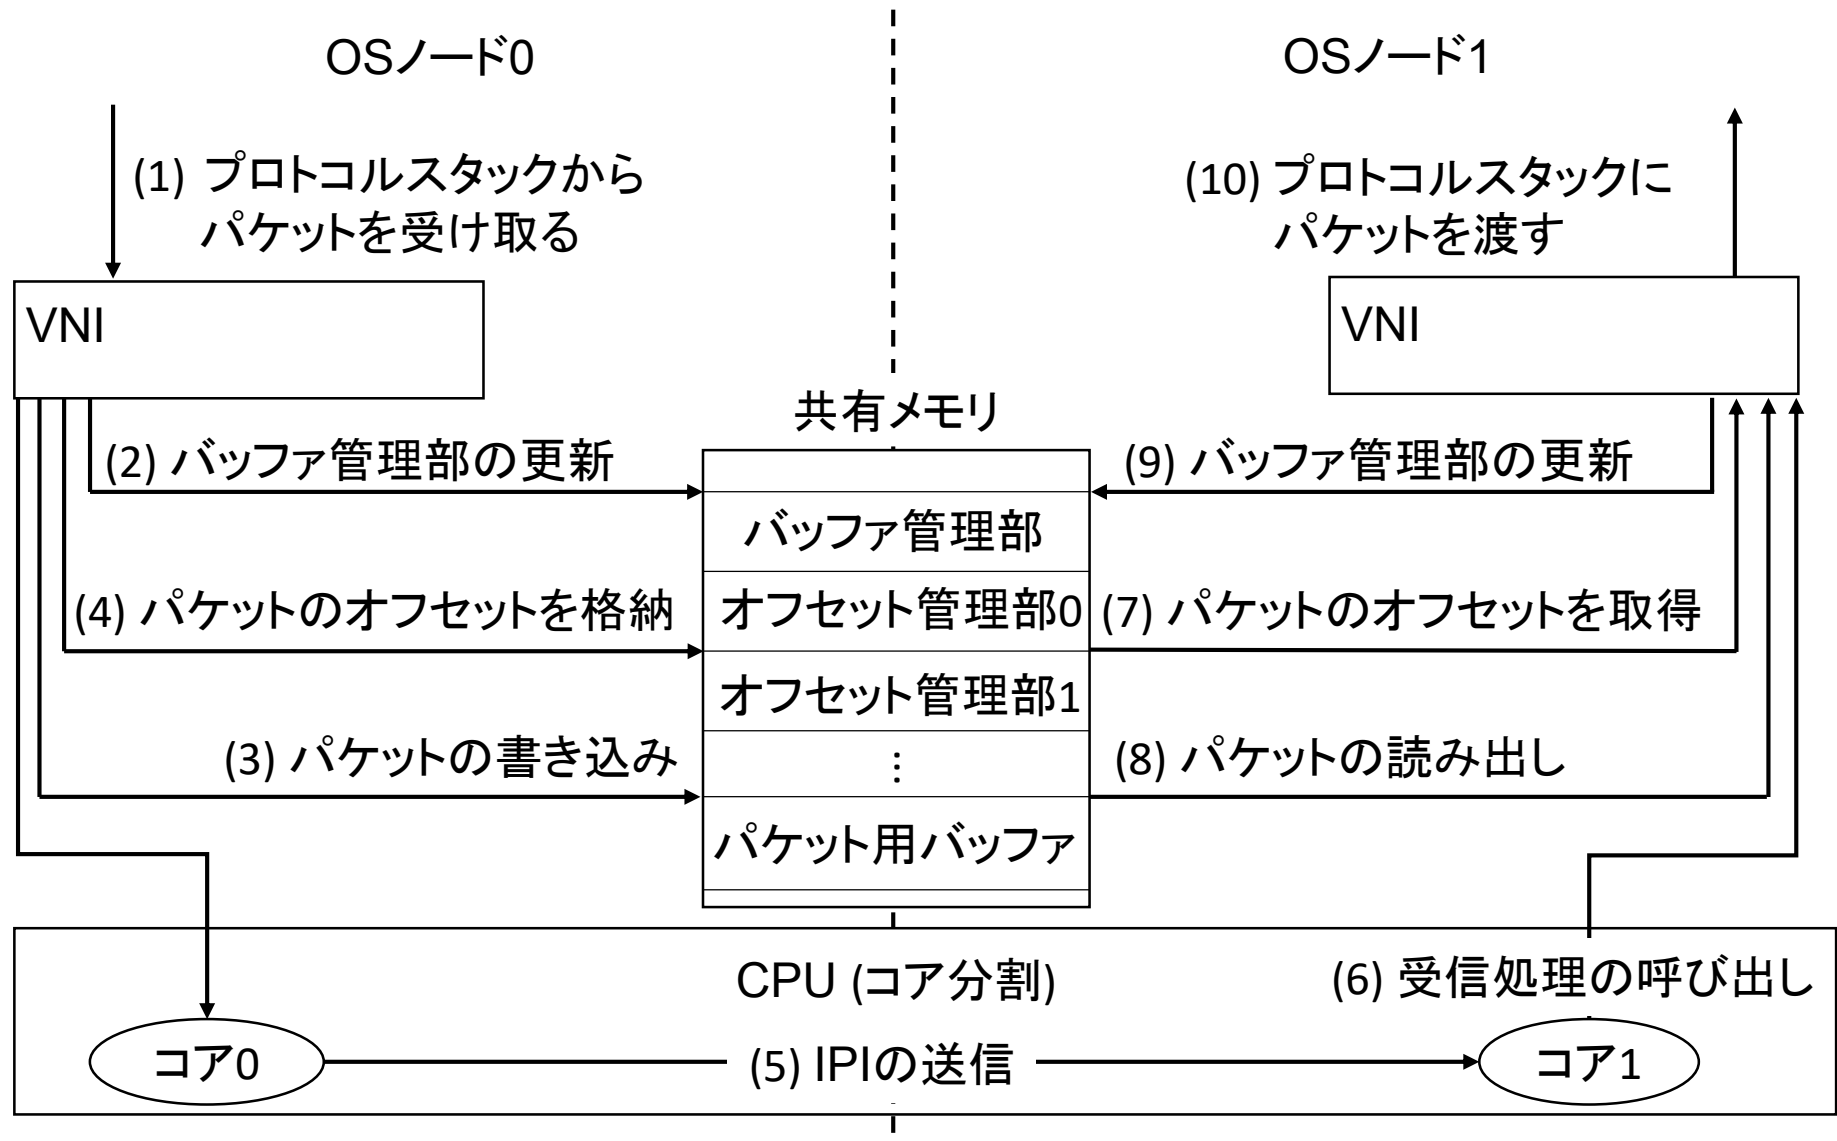 OSノード0
OSノード1
(1) プロトコルスタックから
パケットを受け取る
(10) プロトコルスタックに
パケットを渡す
VNI
VNI
共有メモリ
(2) バッファ管理部の更新
(9) バッファ管理部の更新
バッファ管理部
(4) パケットのオフセットを格納
オフセット管理部0
(7) パケットのオフセットを取得
オフセット管理部1
(3) パケットの書き込み
⋮
(8) パケットの読み出し
パケット用バッファ
CPU (コア分割)
(6) 受信処理の呼び出し
コア0
(5) IPIの送信
コア1